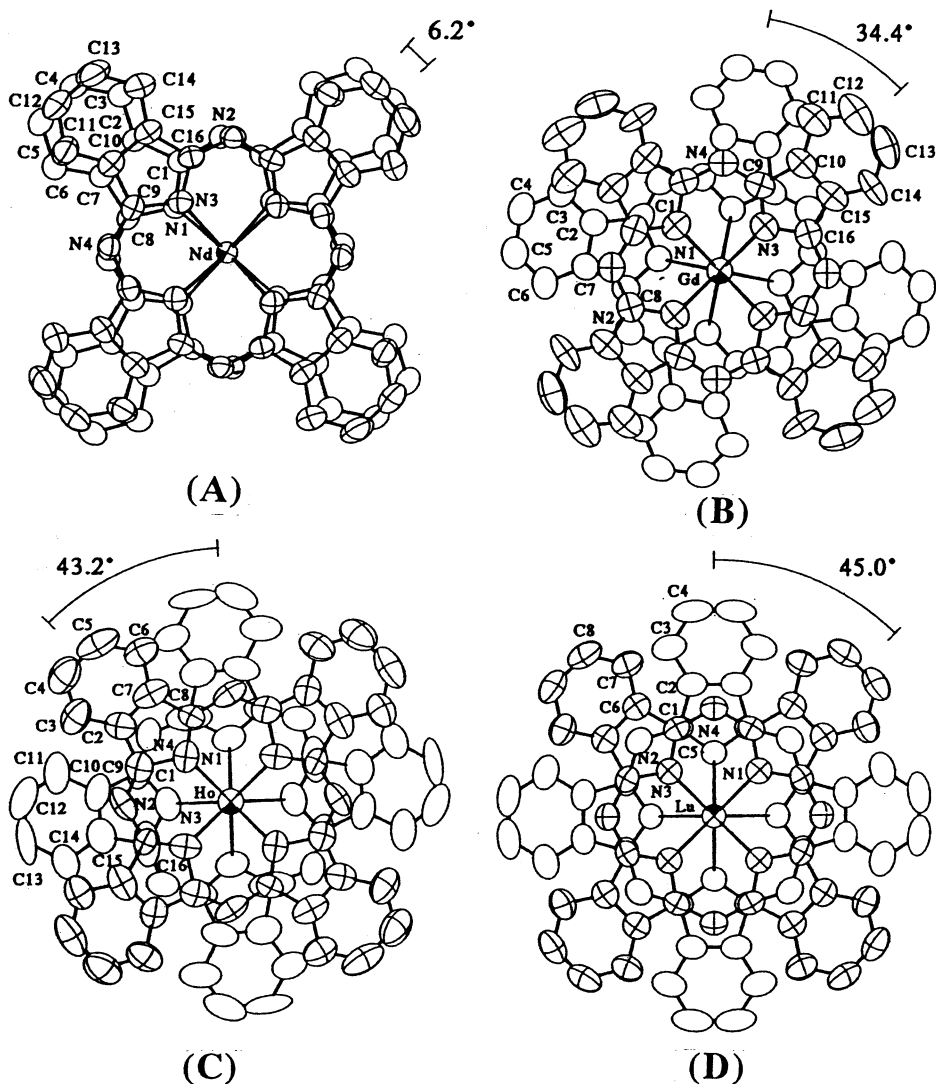 6.2°
C13
C4
C14
C12
C3
C15
N2
C11
C2
C16
C5
C10
C1
C6
C7
C9
N3
C8
N1
N4
Nd
(A)
34.4°
C12
C11
N4
C9
C13
C10
C4
C14
C3
C1
C15
C2
C16
C5
N1
N3
C6
C7
Gd
C8
N2
(B)
43.2°
C5
C6
C4
C7
C8
C3
C2
N4
N1
C11
C10
C9
C1
Ho
C12
N2
N3
C14
C15
C16
C13
(C)
45.0°
C4
C8
C3
C7
C2
C6
C1
N4
N2
C5
N1
N3
Lu
(D)